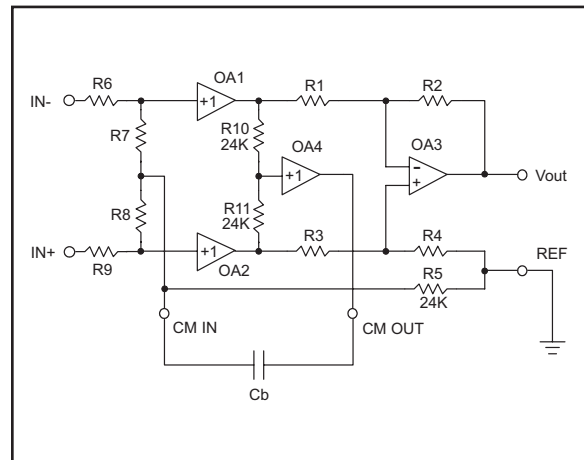 OA1
R1
R2
R6
IN-
+1
R7
R10
24K
OA4
OA3
-
+
Vout
+1
R8
R11
24K
IN+
R9
+1
OA2
R3
R4
R5
24K
REF
CM IN
CM OUT
Cb